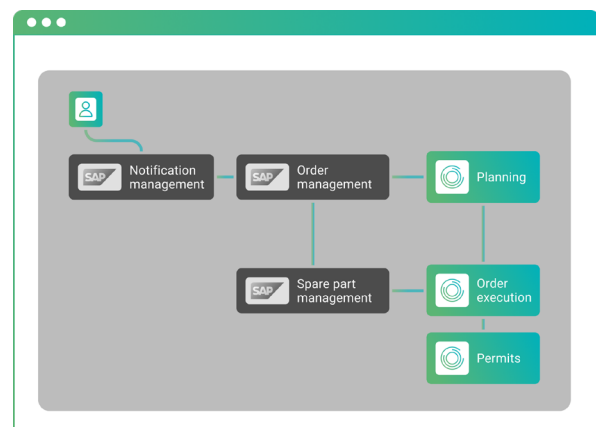 SAP
Notification
management
SAP
Order
management
Planning
SAP
Spare part
management
Order
execution
Permits